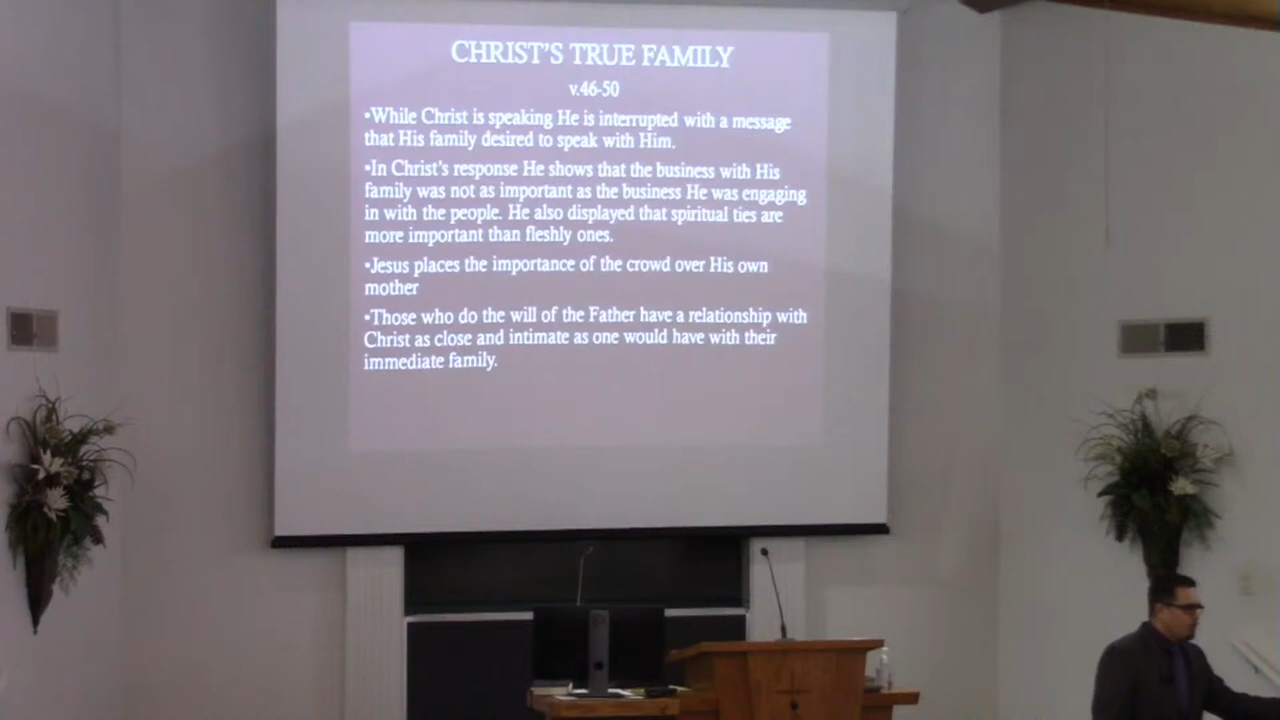 CHRIST'S TRUE FAMILY
v.46-50
•While Christ is speaking He is interrupted with a message
that His family desired to speak with Him.
•In Christ's response He shows that the business with His
family was not as important as the business He was engaging
in with the people. He also displayed that spiritual ties are
more important than fleshly ones.
•Jesus places the importance of the crowd over His own
mother
•Those who do the will of the Father have a relationship with
Christ as close and intimate as one would have with their
immediate family.